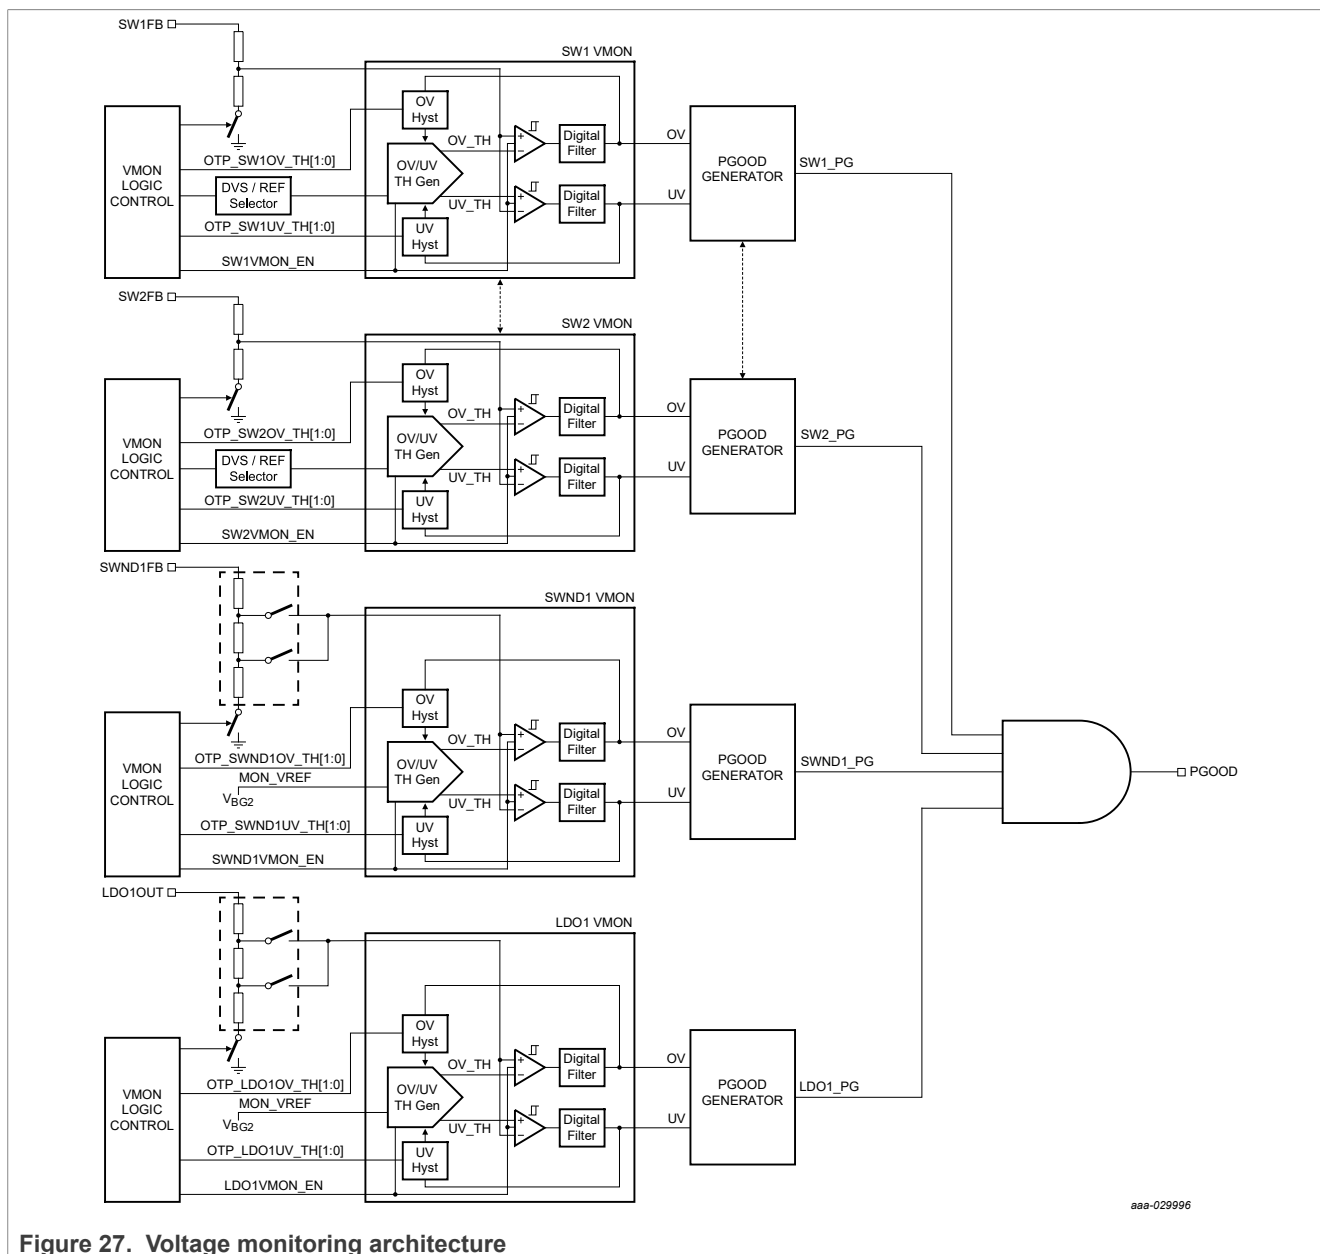 SW1FB
SW1 VMON
VMON
LOGIC
CONTROL
OTP_SW1OV_TH[1:0]
DVS / REF
Selector
OTP_SW1UV_TH[1:0]
SW1VMON_EN
OV
Hyst
OV/UV
TH Gen
UV
Hyst
OV_TH
UV_TH
+
−
+
−
Digital
Filter
Digital
Filter
OV
UV
PGOOD
GENERATOR
SW1_PG
SW2FB
SW2 VMON
VMON
LOGIC
CONTROL
OTP_SW2OV_TH[1:0]
DVS / REF
Selector
OTP_SW2UV_TH[1:0]
SW2VMON_EN
OV
Hyst
OV/UV
TH Gen
UV
Hyst
OV_TH
UV_TH
+
−
+
−
Digital
Filter
Digital
Filter
OV
UV
PGOOD
GENERATOR
SW2_PG
SWND1FB
SWND1 VMON
VMON
LOGIC
CONTROL
OTP_SWND1OV_TH[1:0]
MON_VREF
VBG2
OTP_SWND1UV_TH[1:0]
SWND1VMON_EN
OV
Hyst
OV/UV
TH Gen
UV
Hyst
OV_TH
UV_TH
+
−
+
−
Digital
Filter
Digital
Filter
OV
UV
PGOOD
GENERATOR
SWND1_PG
PGOOD
LDO1OUT
LDO1 VMON
VMON
LOGIC
CONTROL
OTP_LDO1OV_TH[1:0]
MON_VREF
VBG2
OTP_LDO1UV_TH[1:0]
LDO1VMON_EN
OV
Hyst
OV/UV
TH Gen
UV
Hyst
OV_TH
UV_TH
+
−
+
−
Digital
Filter
Digital
Filter
OV
UV
PGOOD
GENERATOR
LDO1_PG
aaa-029996
Figure 27. Voltage monitoring architecture